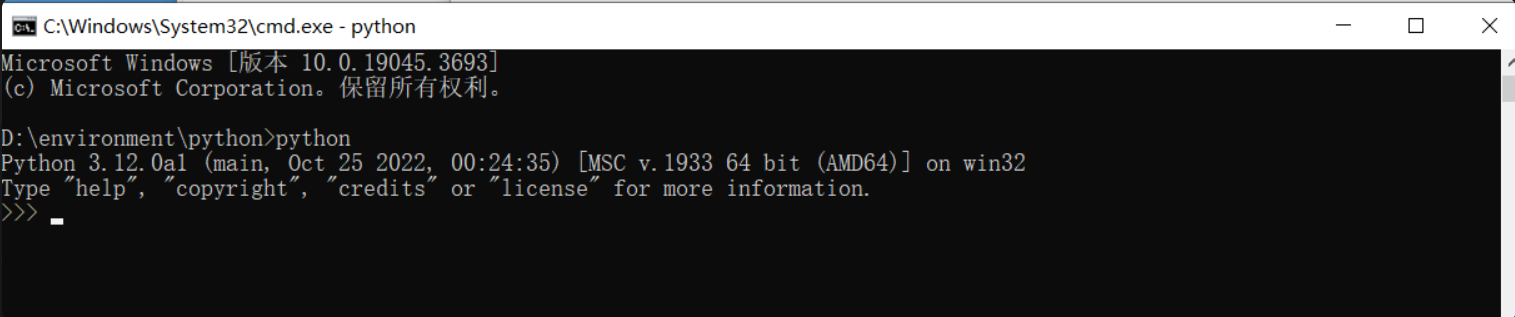 C:\Windows\System32\cmd.exe - python
Microsoft Windows [版本 10.0.19045.3693]
(c) Microsoft Corporation。保留所有权利。
D:\environment\python>python
Python 3.12.0a1 (main, Oct 25 2022, 00:24:35) [MSC v.1933 64 bit (AMD64)] on win32
Type "help", "copyright", "credits" or "license" for more information.
>>>